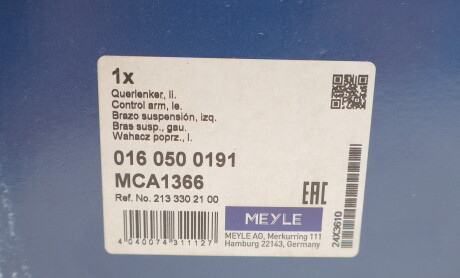 1x
Querlenker, li.
Control arm, le.
Brazo suspensión, izq.
Bras susp., gau.
Wahacz poprz., l.
016 050 0191
MCA1366
Ref. No. 213 330 21 00
EAC
MEYLE
MEYLE AG, Merkurring 111
Hamburg 22143, Germany
4 040074 311127
24X3610